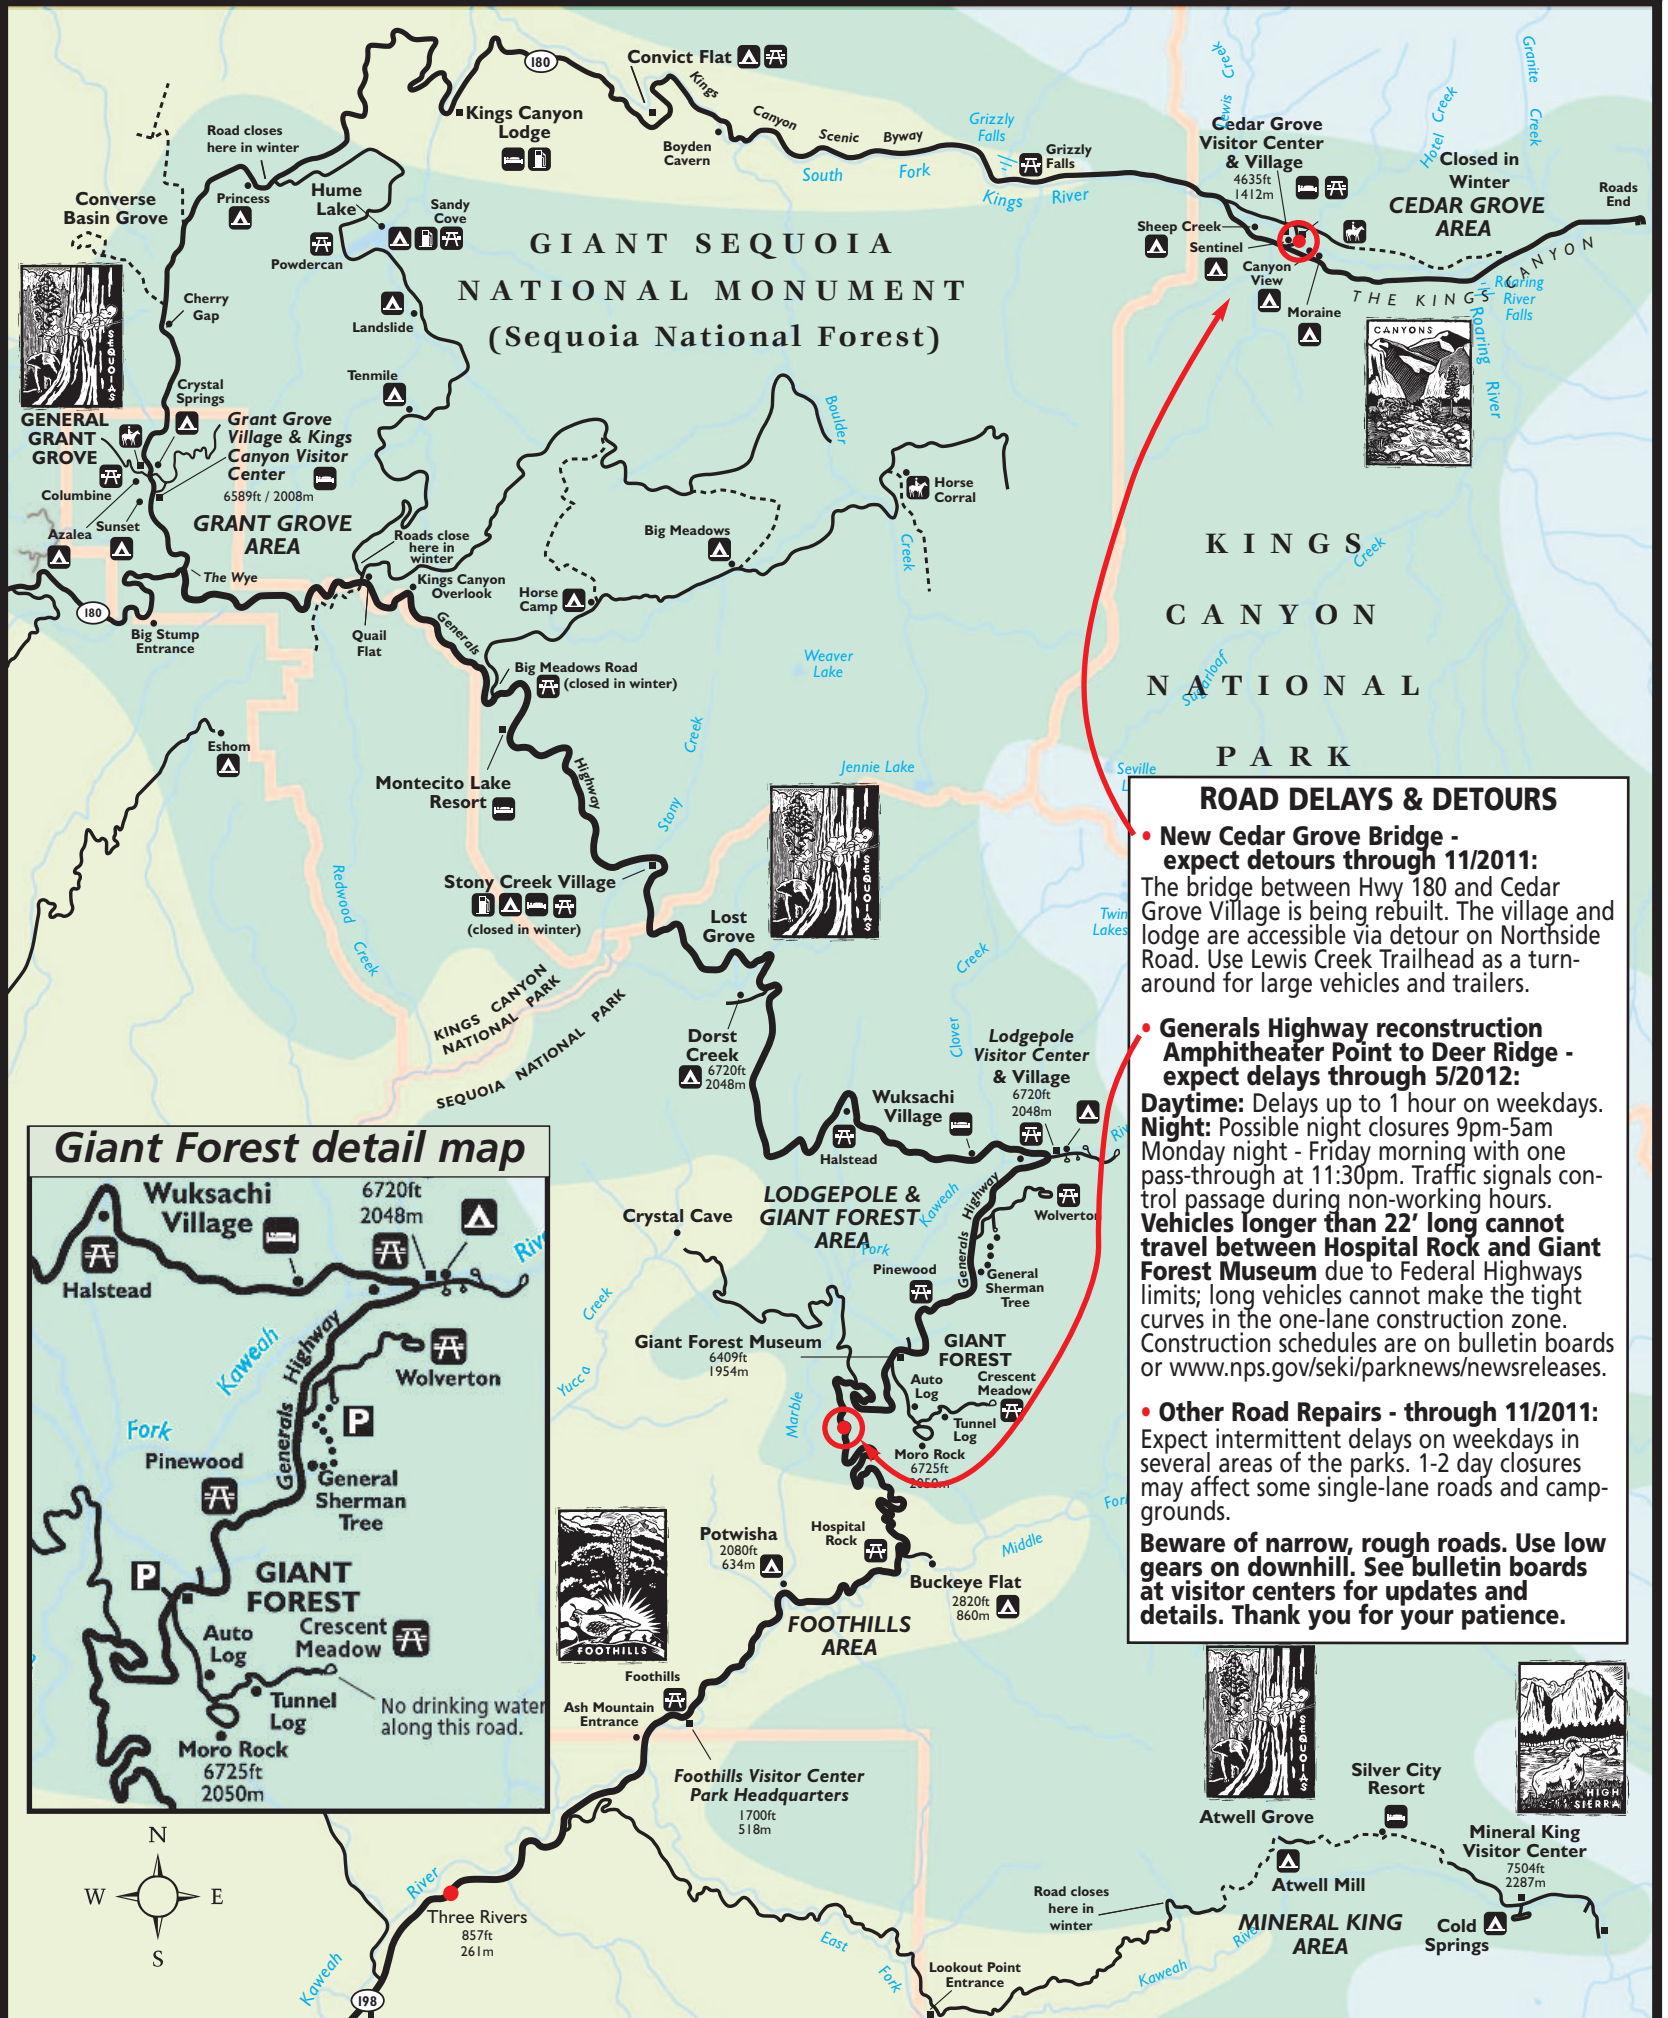 180
Convict Flat
Kings
Canyon
Scenic
Byway
Kings Canyon
Lodge
Boyden
Cavern
South
Fork
Kings
River
Grizzly
Falls
Grizzly
Falls
Lewis Creek
Hotel Creek
Granite Creek
Cedar Grove
Visitor Center
& Village
4635ft
1412m
Closed in
Winter
CEDAR GROVE
AREA
Roads
End
Sheep Creek
Sentinel
Canyon
View
Moraine
THE KINGS CANYON
Roaring
River
Falls
Roaring
River
CANYONS
Road closes
here in winter
Princess
Converse
Basin Grove
Hume
Lake
Sandy
Cove
Powdercan
Landslide
Tenmile
Cherry
Gap
SEQUOIAS
Crystal
Springs
GENERAL
GRANT
GROVE
Grant Grove
Village & Kings
Canyon Visitor
Center
6589ft / 2008m
Columbine
Sunset
Azalea
GRANT GROVE
AREA
GIANT SEQUOIA
NATIONAL MONUMENT
(Sequoia National Forest)
Boulder
Creek
Horse
Corral
Big Meadows
Roads close
here in
winter
Kings Canyon
Overlook
Horse
Camp
The Wye
180
Big Stump
Entrance
Quail
Flat
Generals
Big Meadows Road
(closed in winter)
Weaver
Lake
KINGS
CANYON
NATIONAL
PARK
Creek
Sugarloaf
Eshom
Montecito Lake
Resort
Highway
Stony
Creek
Jennie Lake
Seville
SEQUOIAS
Redwood
Creek
Stony Creek Village
(closed in winter)
Lost
Grove
Twin
Lakes
KINGS CANYON
NATIONAL PARK
SEQUOIA NATIONAL PARK
Dorst
Creek
6720ft
2048m
Clover
Creek
Lodgepole
Visitor Center
& Village
6720ft
2048m
Wuksachi
Village
Halstead
LODGEPOLE &
GIANT FOREST
AREA
Kaweah
Fork
Generals Highway
Wolverton
Crystal Cave
Pinewood
General
Sherman
Tree
Giant Forest Museum
6409ft
1954m
GIANT
FOREST
Auto
Log
Crescent
Meadow
Tunnel
Log
Moro Rock
6725ft
2050m
Yucca
Creek
Marble
ROAD DELAYS & DETOURS
• New Cedar Grove Bridge -
expect detours through 11/2011:
The bridge between Hwy 180 and Cedar
Grove Village is being rebuilt. The village and
lodge are accessible via detour on Northside
Road. Use Lewis Creek Trailhead as a turn-
around for large vehicles and trailers.
• Generals Highway reconstruction
Amphitheater Point to Deer Ridge -
expect delays through 5/2012:
Daytime: Delays up to 1 hour on weekdays.
Night: Possible night closures 9pm-5am
Monday night - Friday morning with one
pass-through at 11:30pm. Traffic signals con-
trol passage during non-working hours.
Vehicles longer than 22’ long cannot
travel between Hospital Rock and Giant
Forest Museum due to Federal Highways
limits; long vehicles cannot make the tight
curves in the one-lane construction zone.
Construction schedules are on bulletin boards
or www.nps.gov/seki/parknews/newsreleases.
• Other Road Repairs - through 11/2011:
Expect intermittent delays on weekdays in
several areas of the parks. 1-2 day closures
may affect some single-lane roads and camp-
grounds.
Beware of narrow, rough roads. Use low
gears on downhill. See bulletin boards
at visitor centers for updates and
details. Thank you for your patience.
Giant Forest detail map
Wuksachi
Village
6720ft
2048m
Halstead
Kaweah
Fork
Generals Highway
Wolverton
P
Pinewood
General
Sherman
Tree
P
GIANT
FOREST
Auto
Log
Crescent
Meadow
Tunnel
Log
No drinking water
along this road.
Moro Rock
6725ft
2050m
FOOTHILLS
Potwisha
2080ft
634m
Hospital
Rock
Middle
Buckeye Flat
2820ft
860m
FOOTHILLS
AREA
Foothills
Ash Mountain
Entrance
Foothills Visitor Center
Park Headquarters
1700ft
518m
N
W
E
S
River
Three Rivers
857ft
261m
Kaweah
198
East
Fork
Lookout Point
Entrance
Kaweah
River
Road closes
here in
winter
SEQUOIAS
Atwell Grove
Atwell Mill
MINERAL KING
AREA
Silver City
Resort
HIGH
SIERRA
Mineral King
Visitor Center
7504ft
2287m
Cold
Springs